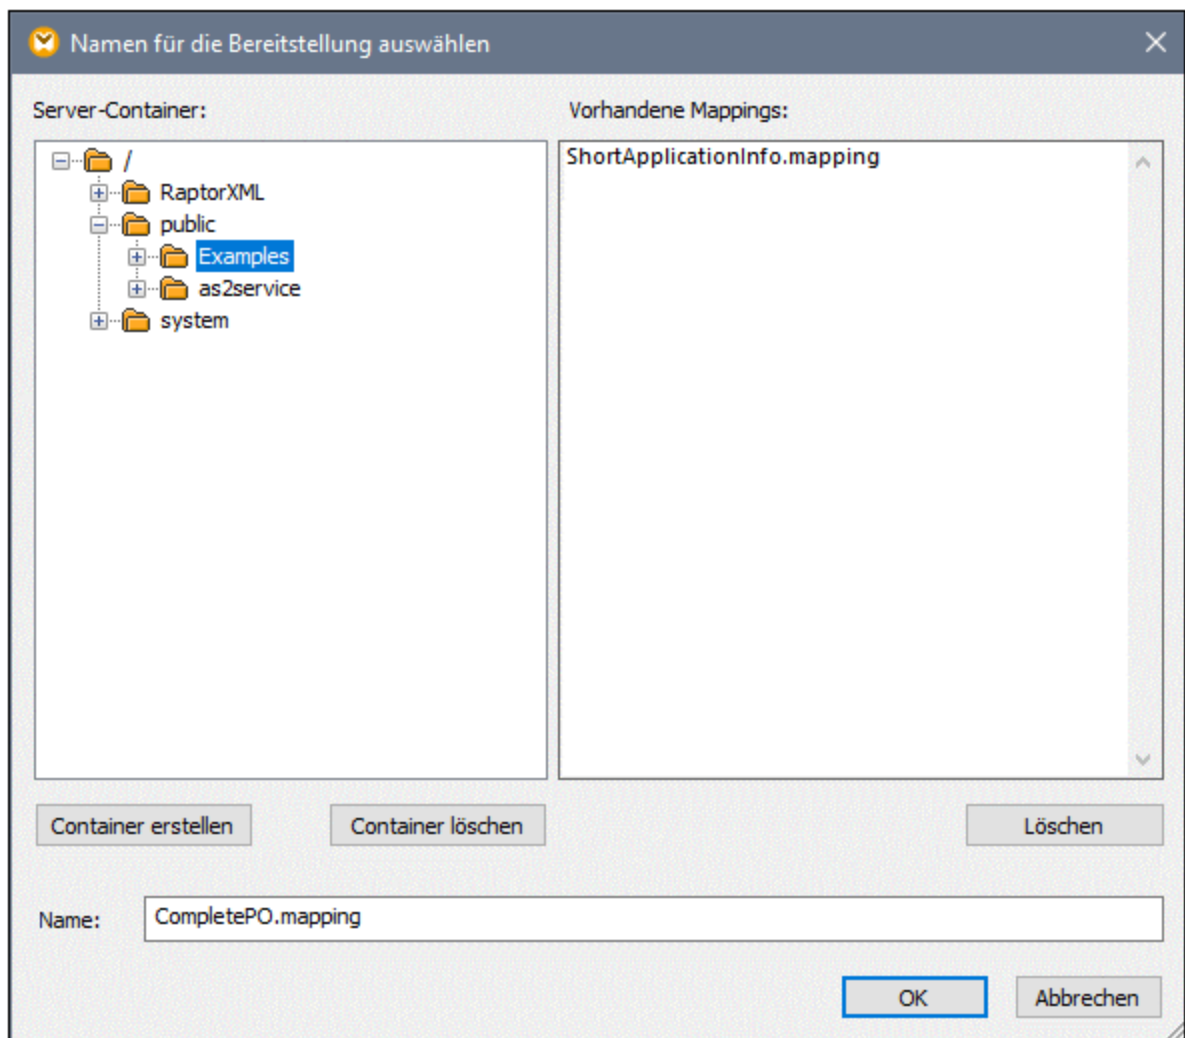 Namen für die Bereitstellung auswählen
Server-Container:
Vorhandene Mappings:
/
RaptorXML
public
Examples
as2service
system
ShortApplicationInfo.mapping
Container erstellen
Container löschen
Löschen
Name:
CompletePO.mapping
OK
Abbrechen